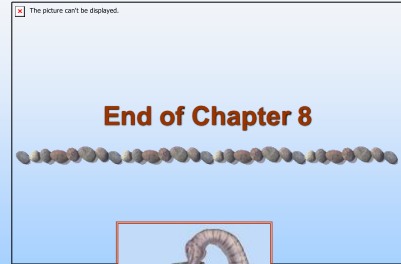 The picture can't be displayed.
End of Chapter 8